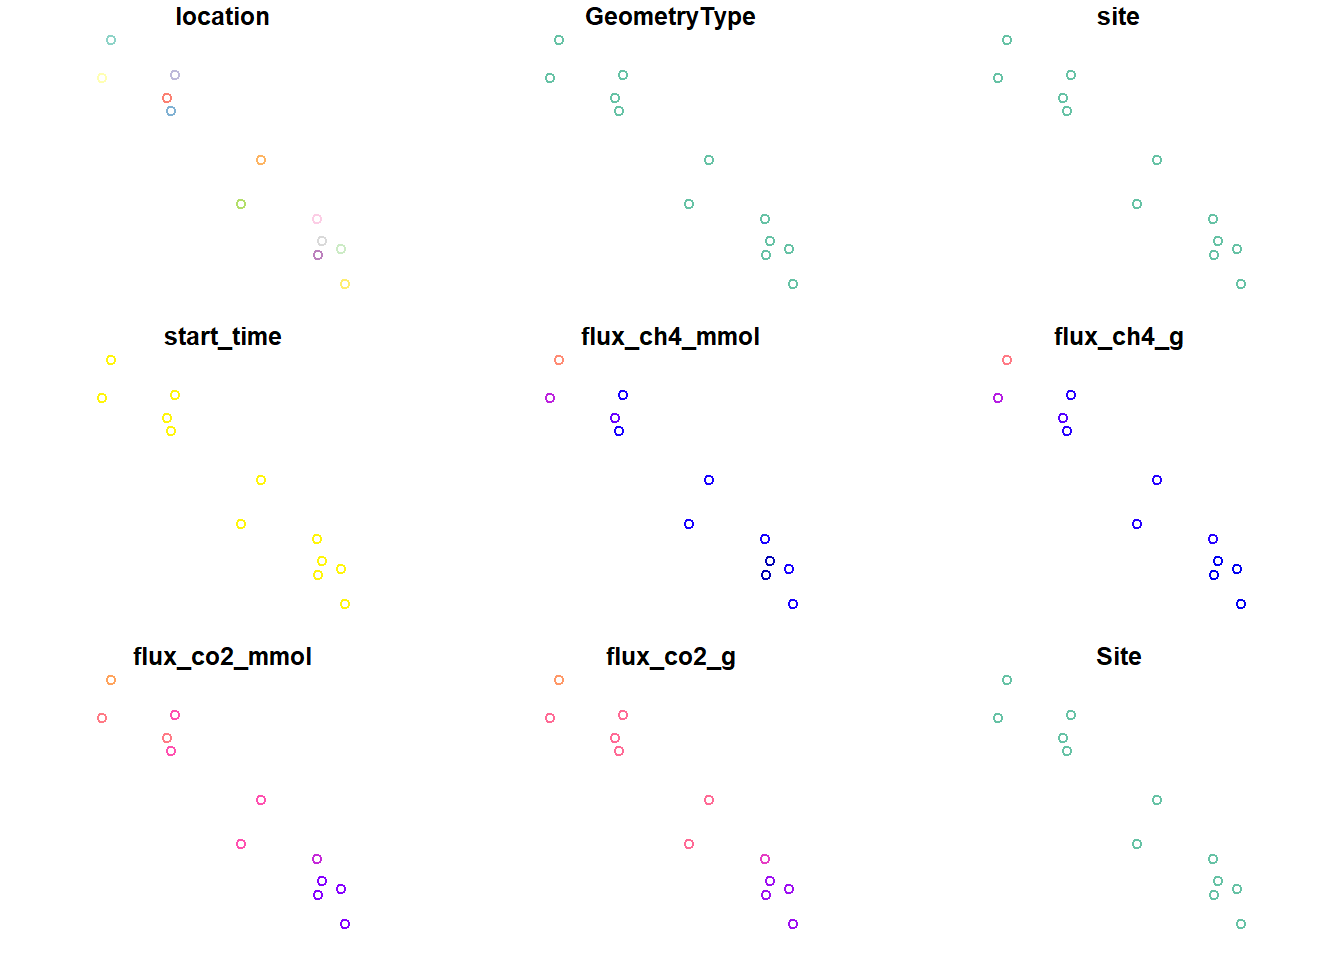 location GeometryType site
start_time flux_ch4_mmol flux_ch4_g
flux_co2_mmol flux_co2_g Site